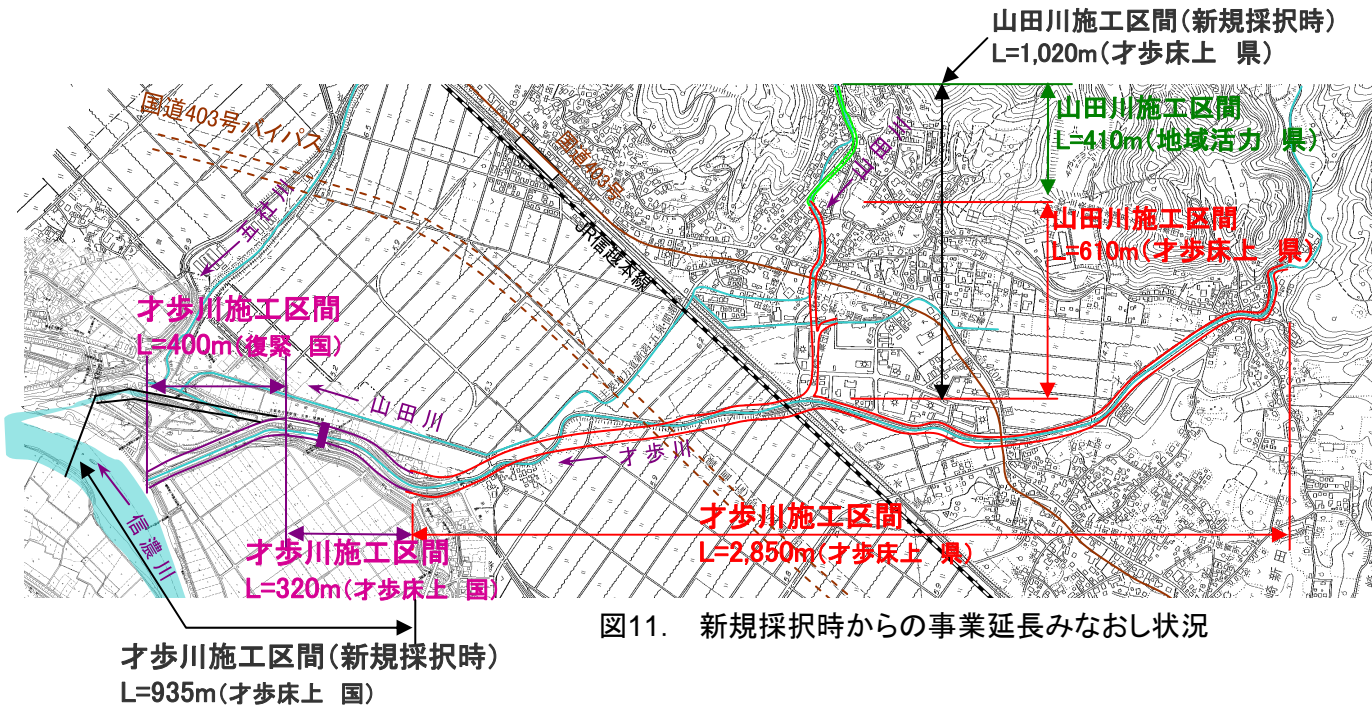 山田川施工区間(新規採択時)
L=1,020m(才歩床上 県)
国道403号バイパス
国道403号
山田川
山田川施工区間
L=410m(地域活力 県)
五社川
JR信越本線
山田川施工区間
L=610m(才歩床上 県)
才歩川施工区間
L=400m(復緊 国)
山田川
才歩川
信濃川
才歩川施工区間
L=2,850m(才歩床上 県)
才歩川施工区間
L=320m(才歩床上 国)
図11. 新規採択時からの事業延長みなおし状況
才歩川施工区間(新規採択時)
L=935m(才歩床上 国)